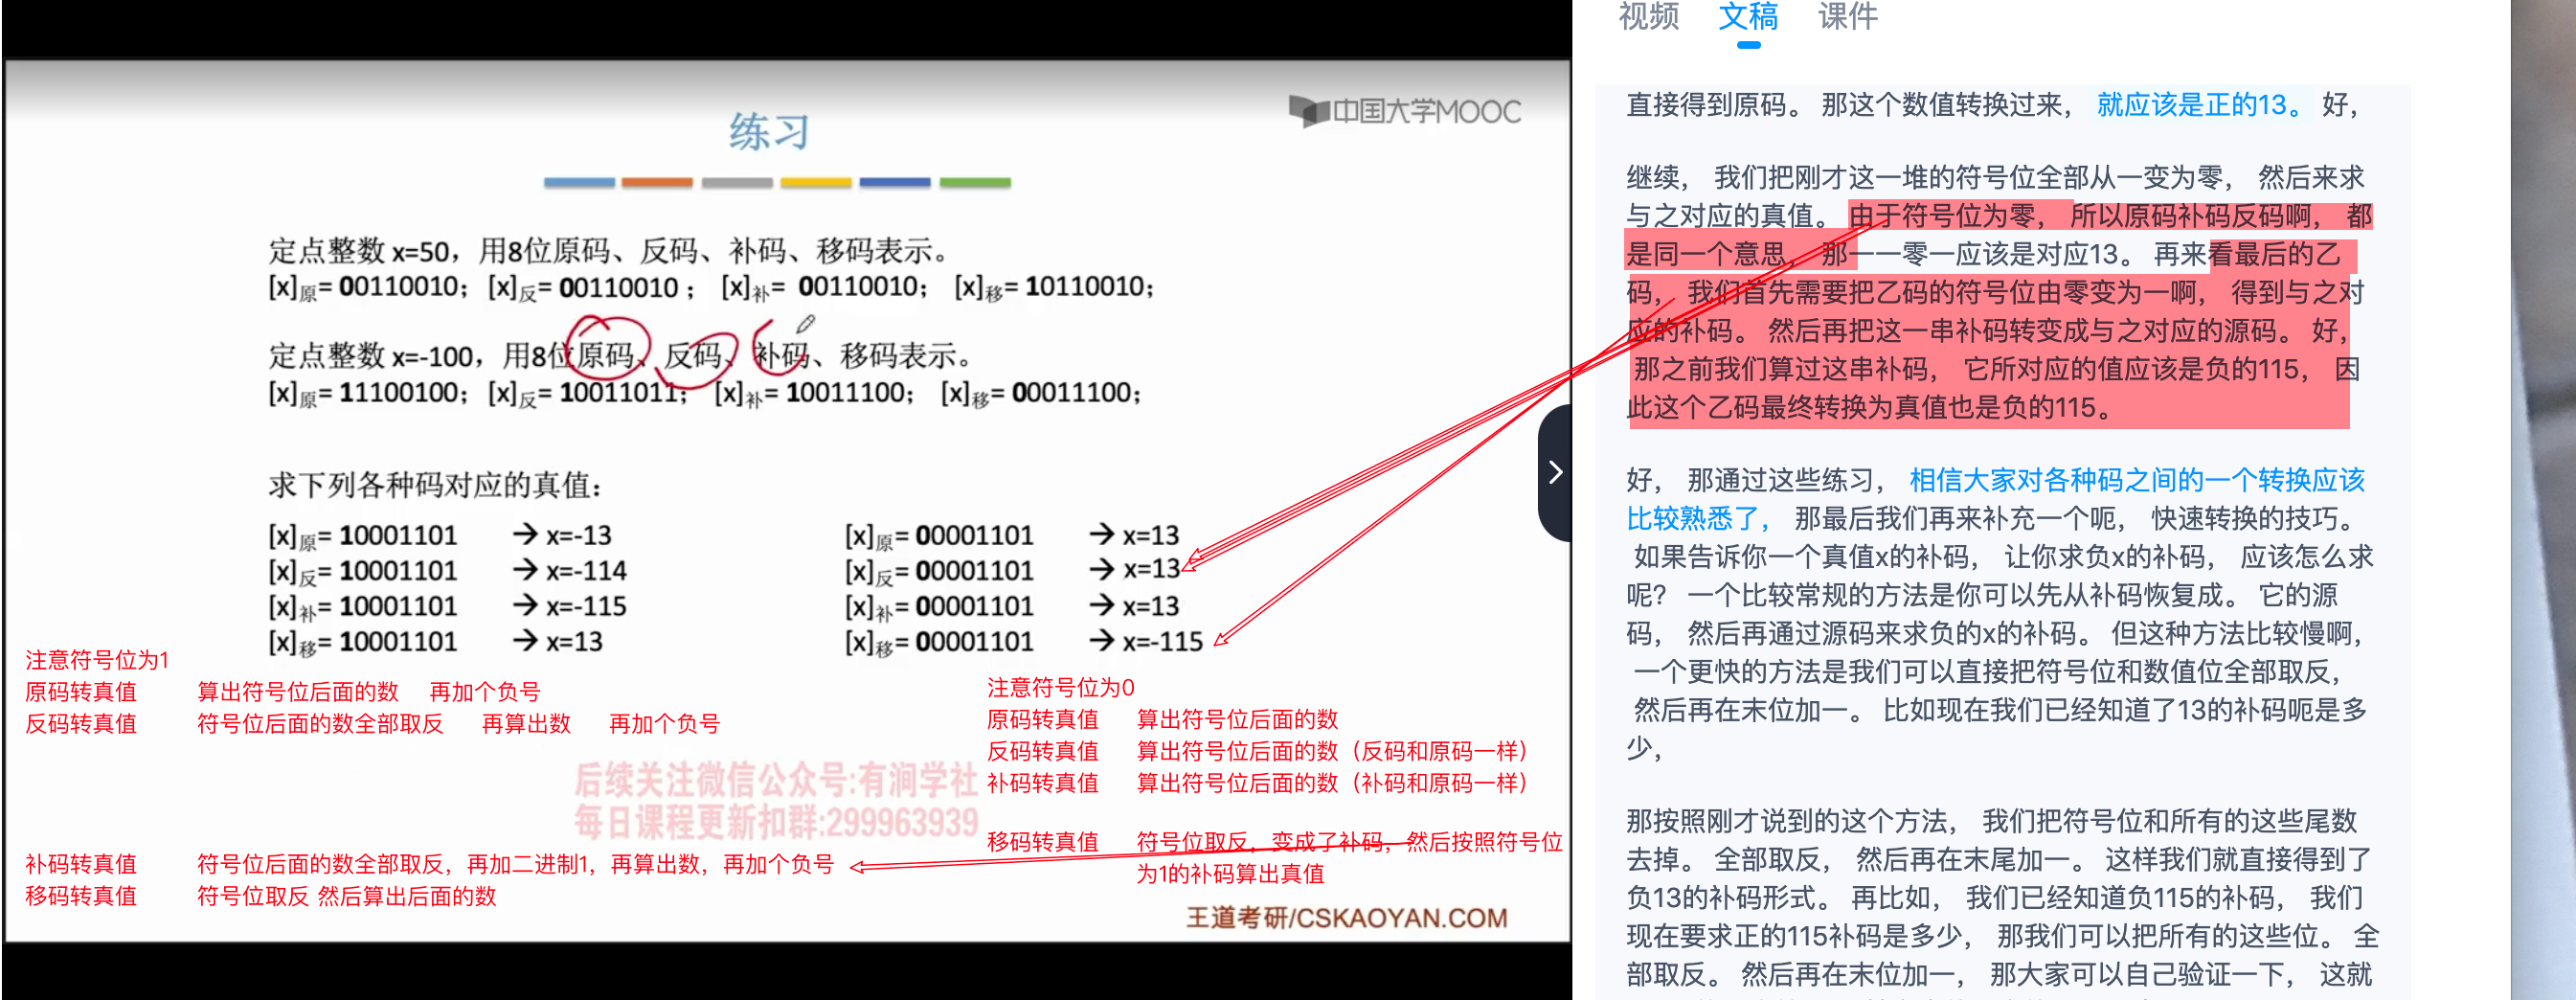 中国大学MOOC
练习
定点整数 x=50，用8位原码、反码、补码、移码表示。
[x]原= 00110010；[x]反= 00110010；[x]补= 00110010；[x]移= 10110010；
定点整数 x=-100，用8位原码、反码、补码、移码表示。
[x]原= 11100100；[x]反= 10011011；[x]补= 10011100；[x]移= 00011100；
求下列各种码对应的真值：
[x]原= 10001101 → x=-13
[x]反= 10001101 → x=-114
[x]补= 10001101 → x=-115
[x]移= 10001101 → x=13
[x]原= 00001101 → x=13
[x]反= 00001101 → x=13
[x]补= 00001101 → x=13
[x]移= 00001101 → x=-115
注意符号位为1
原码转真值 算出符号位后面的数 再加个负号
反码转真值 符号位后面的数全部取反 再算出数 再加个负号
补码转真值 符号位后面的数全部取反，再加二进制1，再算出数，再加个负号
移码转真值 符号位取反 然后算出后面的数
注意符号位为0
原码转真值 算出符号位后面的数
反码转真值 算出符号位后面的数（反码和原码一样）
补码转真值 算出符号位后面的数（补码和原码一样）
移码转真值 符号位取反，变成了补码，然后按照符号位
为1的补码算出真值
后续关注微信公众号:有涧学社
每日课程更新扣群:299963939
王道考研/CSKAOYAN.COM
视频 文稿 课件
直接得到原码。 那这个数值转换过来， 就应该是正的13。 好，
继续， 我们把刚才这一堆的符号位全部从一变为零， 然后来求
与之对应的真值。 由于符号位为零， 所以原码补码反码啊， 都
是同一个意思， 那一一零一应该是对应13。 再来看最后的乙
码， 我们首先需要把乙码的符号位由零变为一啊， 得到与之对
应的补码。 然后再把这一串补码转变成与之对应的源码。 好，
那之前我们算过这串补码， 它所对应的值应该是负的115， 因
此这个乙码最终转换为真值也是负的115。
好， 那通过这些练习， 相信大家对各种码之间的一个转换应该
比较熟悉了， 那最后我们再来补充一个呃， 快速转换的技巧。
如果告诉你一个真值x的补码， 让你求负x的补码， 应该怎么求
呢？ 一个比较常规的方法是你可以先从补码恢复成。 它的源
码， 然后再通过源码来求负的x的补码。 但这种方法比较慢啊，
一个更快的方法是我们可以直接把符号位和数值位全部取反，
然后再在末位加一。 比如现在我们已经知道了13的补码呃是多
少，
那按照刚才说到的这个方法， 我们把符号位和所有的这些尾数
去掉。 全部取反， 然后再在末尾加一。 这样我们就直接得到了
负13的补码形式。 再比如， 我们已经知道负115的补码， 我们
现在要求正的115补码是多少， 那我们可以把所有的这些位。 全
部取反。 然后再在末位加一， 那大家可以自己验证一下， 这就